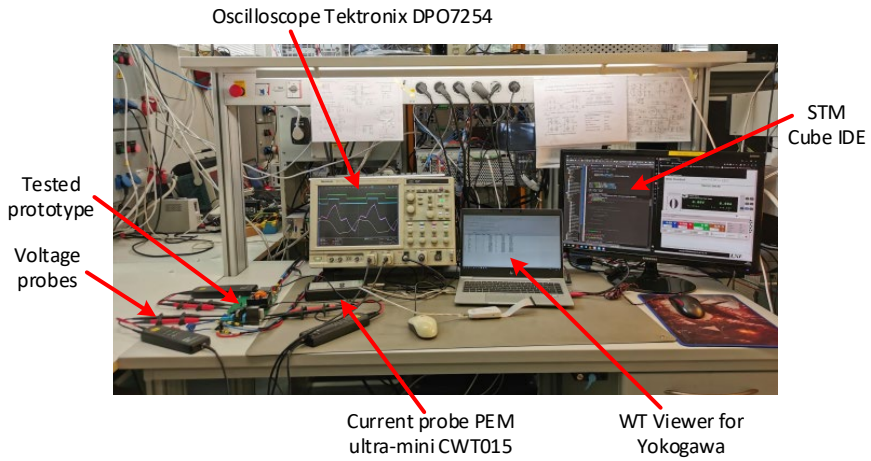 Oscilloscope Tektronix DPO7254
STM
Cube IDE
Tested
prototype
Voltage
probes
Current probe PEM
ultra-mini CWT015
WT Viewer for
Yokogawa